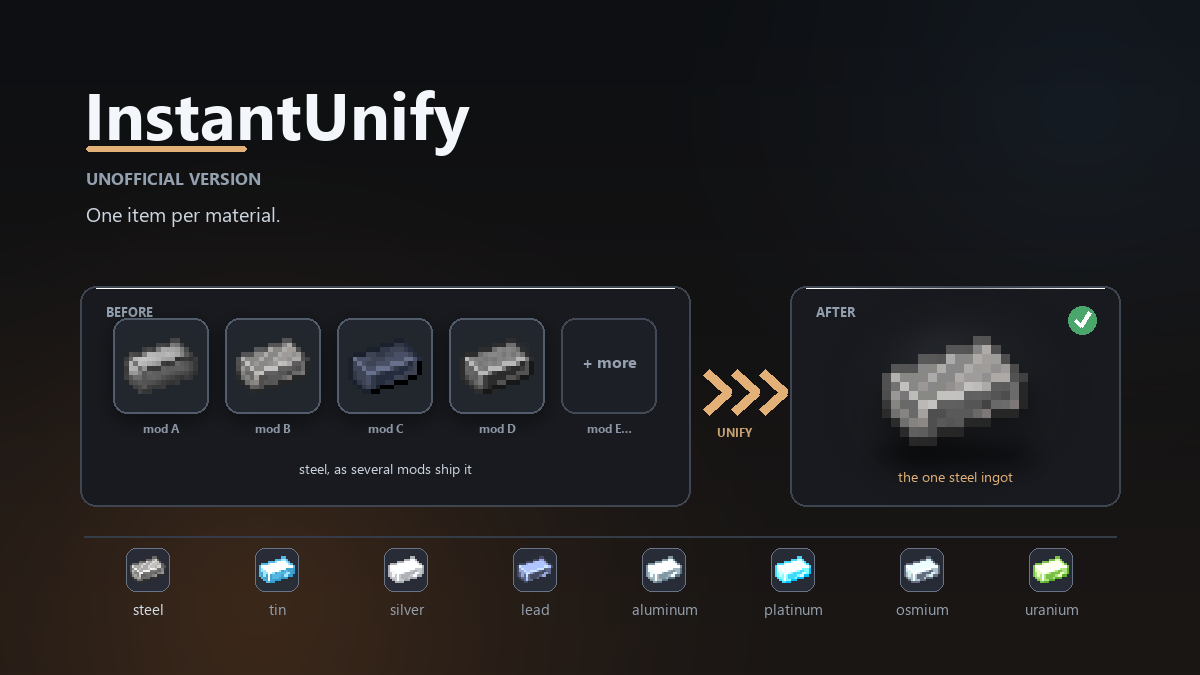 InstantUnify
UNOFFICIAL VERSION
One item per material.
BEFORE
+ more
mod A
mod B
mod C
mod D
mod E...
steel, as several mods ship it
UNIFY
AFTER
the one steel ingot
steel
tin
silver
lead
aluminum
platinum
osmium
uranium